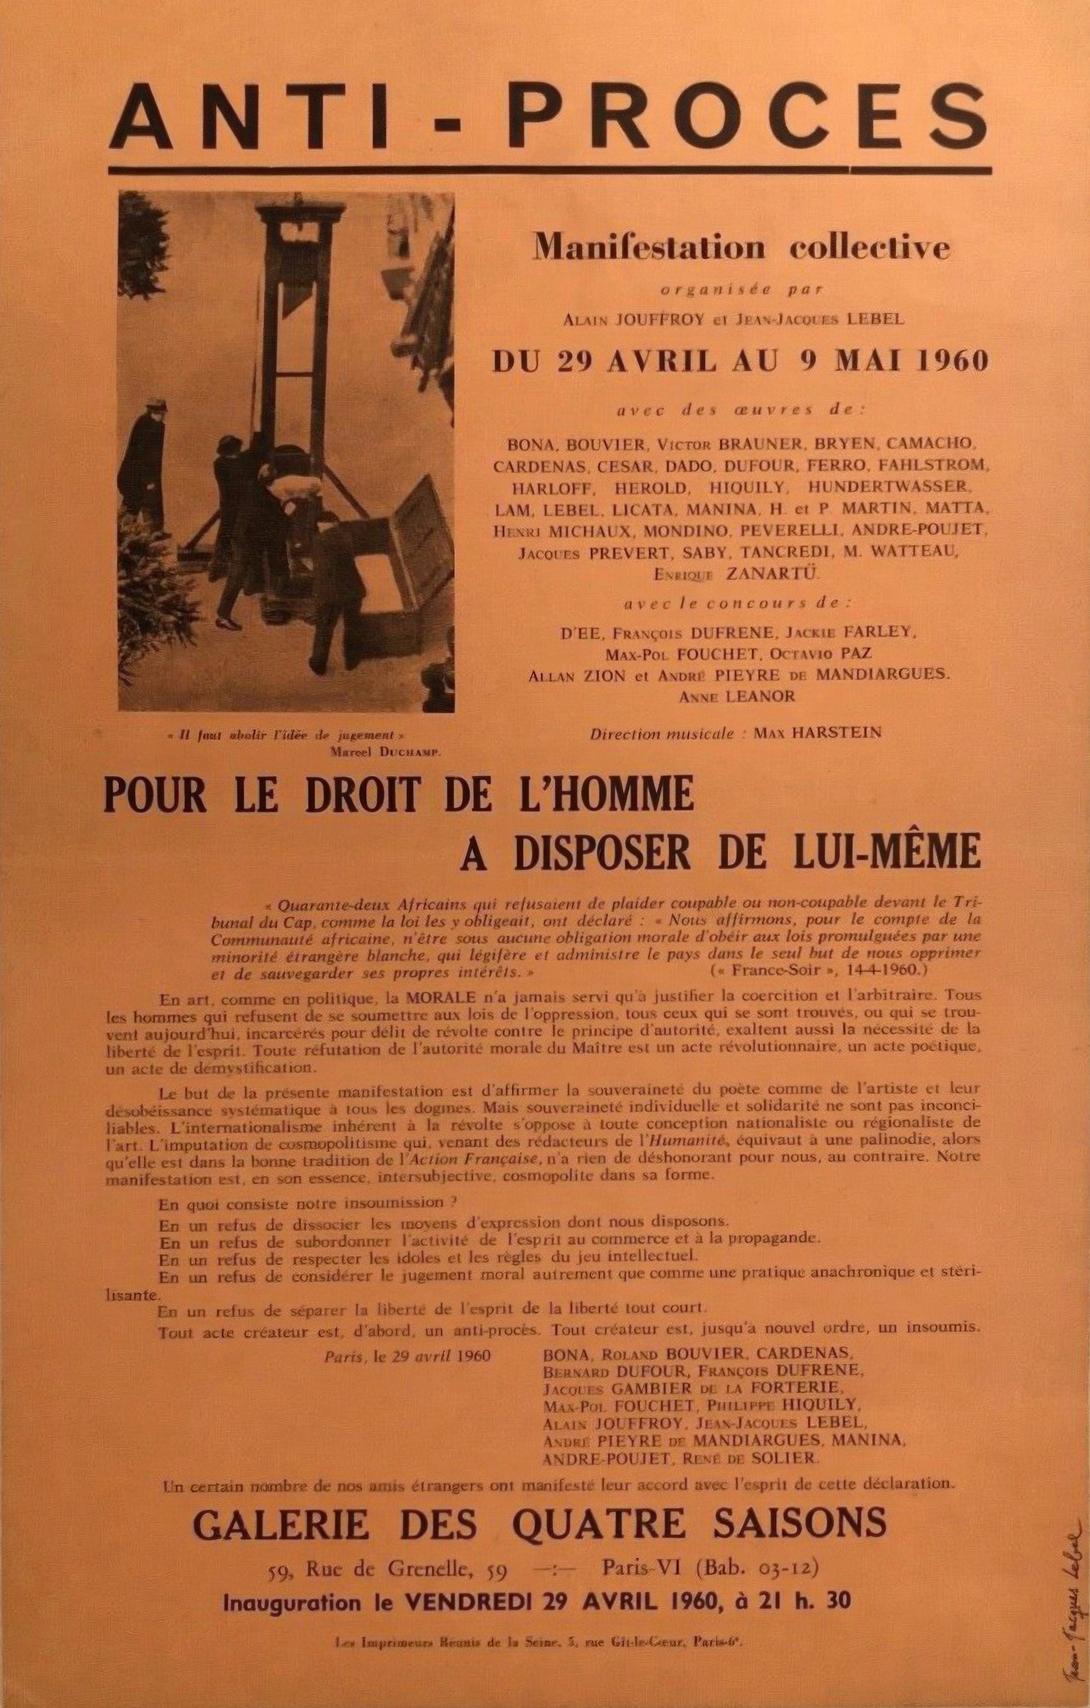 ANTI - PROCES
Manifestation collective
organisée par
ALAIN JOUFFROY et JEAN-JACQUES LEBEL
DU 29 AVRIL AU 9 MAI 1960
avec des œuvres de :
BONA, BOUVIER, VICTOR BRAUNER, BRYEN, CAMACHO,
CARDENAS, CESAR, DADO, DUFOUR, FERRO, FAHLSTROM,
HARLOFF, HEROLD, HIQUILY, HUNDERTWASSER,
LAM, LEBEL, LICATA, MANINA, H. et P. MARTIN, MATTA,
HENRI MICHAUX, MONDINO, PEVERELLI, ANDRE-POUJET,
JACQUES PREVERT, SABY, TANCREDI, M. WATTEAU,
ENRIQUE ZANARTÜ.
avec le concours de :
D'EE, FRANÇOIS DUFRENE, JACKIE FARLEY,
MAX-POL FOUCHET, OCTAVIO PAZ
ALLAN ZION et ANDRÉ PIEYRE DE MANDIARGUES.
ANNE LEANOR
Direction musicale : MAX HARSTEIN
« Il faut abolir l'idée de jugement »
Marcel DUCHAMP.
POUR LE DROIT DE L'HOMME
A DISPOSER DE LUI-MÊME
« Quarante-deux Africains qui refusaient de plaider coupable ou non-coupable devant le Tri-
bunal du Cap, comme la loi les y obligeait, ont déclaré : « Nous affirmons, pour le compte de la
Communauté africaine, n'être sous aucune obligation morale d'obéir aux lois promulguées par une
minorité étrangère blanche, qui légifère et administre le pays dans le seul but de nous opprimer
et de sauvegarder ses propres intérêts. » (« France-Soir », 14-4-1960.)
En art, comme en politique, la MORALE n'a jamais servi qu'à justifier la coercition et l'arbitraire. Tous
les hommes qui refusent de se soumettre aux lois de l'oppression, tous ceux qui se sont trouvés, ou qui se trou-
vent aujourd'hui, incarcérés pour délit de révolte contre le principe d'autorité, exaltent aussi la nécessité de la
liberté de l'esprit. Toute réfutation de l'autorité morale du Maître est un acte révolutionnaire, un acte poétique,
un acte de démystification.
Le but de la présente manifestation est d'affirmer la souveraineté du poète comme de l'artiste et leur
désobéissance systématique à tous les dogmes. Mais souveraineté individuelle et solidarité ne sont pas inconci-
liables. L'internationalisme inhérent à la révolte s'oppose à toute conception nationaliste ou régionaliste de
l'art. L'imputation de cosmopolitisme qui, venant des rédacteurs de l'Humanité, équivaut à une palinodie, alors
qu'elle est dans la bonne tradition de l'Action Française, n'a rien de déshonorant pour nous, au contraire. Notre
manifestation est, en son essence, intersubjective, cosmopolite dans sa forme.
En quoi consiste notre insoumission ?
En un refus de dissocier les moyens d'expression dont nous disposons.
En un refus de subordonner l'activité de l'esprit au commerce et à la propagande.
En un refus de respecter les idoles et les règles du jeu intellectuel.
En un refus de considérer le jugement moral autrement que comme une pratique anachronique et stéri-
lisante.
En un refus de séparer la liberté de l'esprit de la liberté tout court.
Tout acte créateur est, d'abord, un anti-procès. Tout créateur est, jusqu'à nouvel ordre, un insoumis.
Paris, le 29 avril 1960 BONA, ROLAND BOUVIER, CARDENAS,
BERNARD DUFOUR, FRANÇOIS DUFRENE,
JACQUES GAMBIER DE LA FORTERIE,
MAX-POL FOUCHET, PHILIPPE HIQUILY,
ALAIN JOUFFROY, JEAN-JACQUES LEBEL,
ANDRÉ PIEYRE DE MANDIARGUES, MANINA,
ANDRE-POUJET, RENÉ DE SOLIER.
Un certain nombre de nos amis étrangers ont manifesté leur accord avec l'esprit de cette déclaration.
GALERIE DES QUATRE SAISONS
59, Rue de Grenelle, 59 —:— Paris-VI (Bab. 03-12)
Inauguration le VENDREDI 29 AVRIL 1960, à 21 h. 30
Les Imprimeurs Réunis de la Seine, 5, rue Gît-le-Cœur, Paris-6e.
Jean-Jacques Lebel